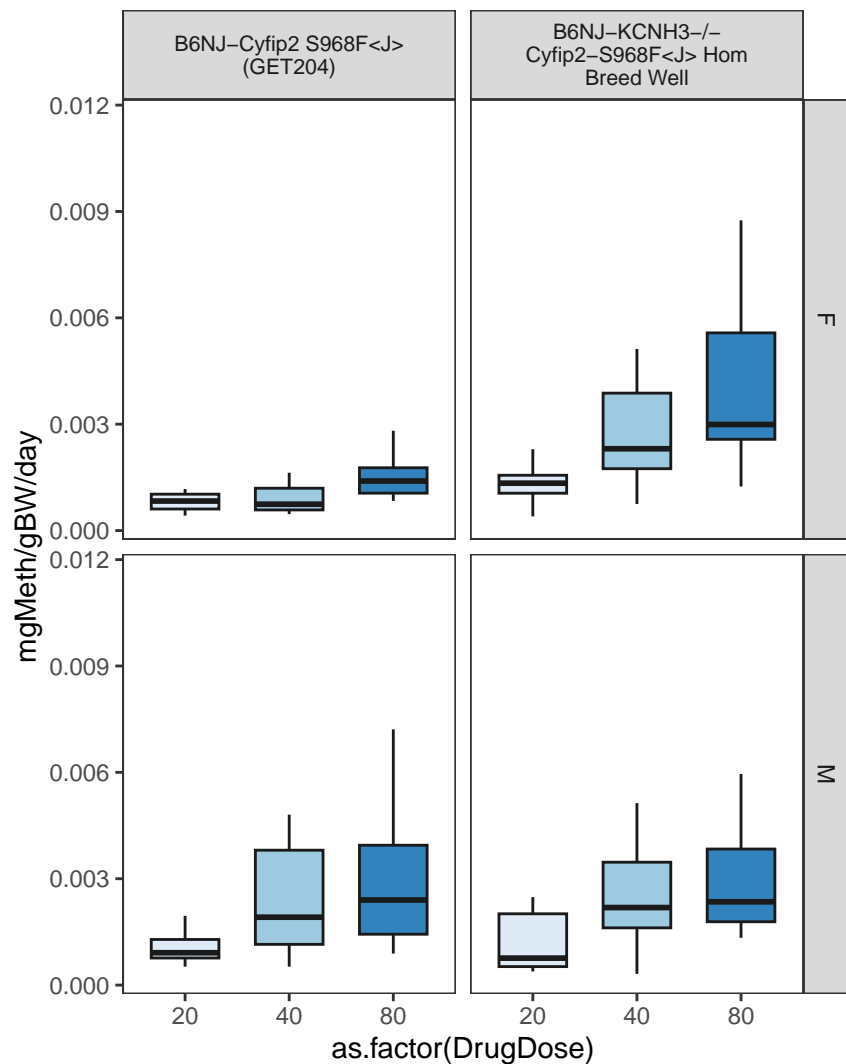 B6NJ−Cyfip2 S968F<J>
(GET204)
B6NJ−KCNH3−/−
Cyfip2−S968F<J> Hom
Breed Well
0.012
0.009
0.006
0.003
0.000
F
0.012
0.009
0.006
0.003
0.000
M
mgMeth/gBW/day
20
40
80
20
40
80
as.factor(DrugDose)